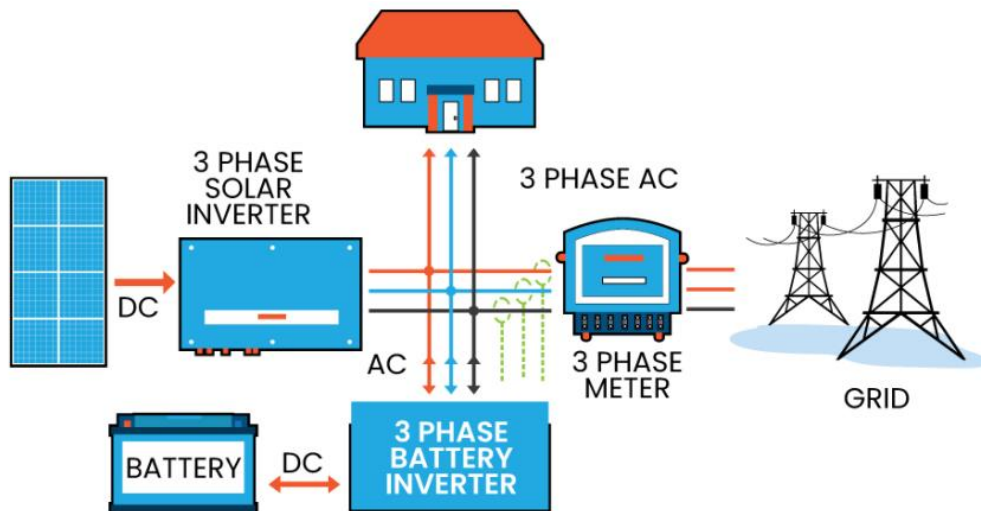 3 PHASE
SOLAR
INVERTER
3 PHASE AC
DC
AC
3 PHASE
METER
GRID
BATTERY
DC
3 PHASE
BATTERY
INVERTER